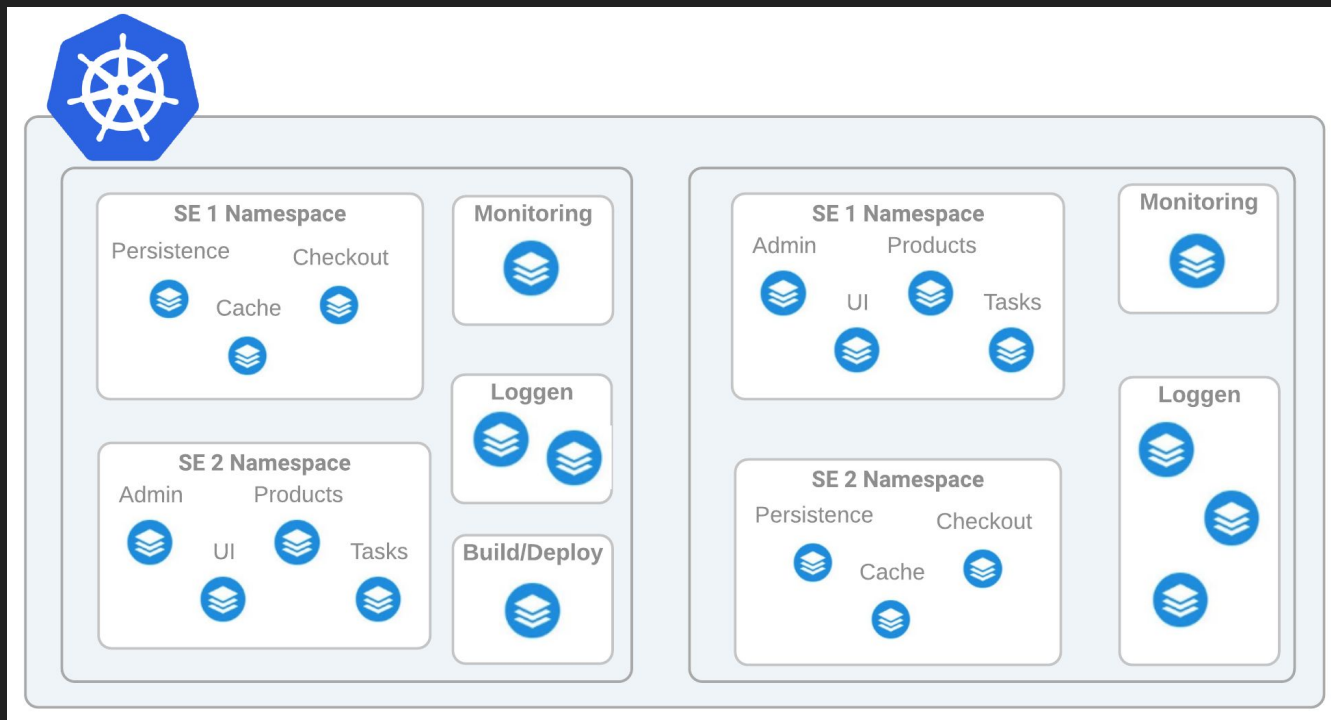 SE 1 Namespace
Persistence
Checkout
Cache
Monitoring
Loggen
SE 2 Namespace
Admin
Products
UI
Tasks
Build/Deploy
SE 1 Namespace
Admin
Products
UI
Tasks
Monitoring
Loggen
SE 2 Namespace
Persistence
Checkout
Cache